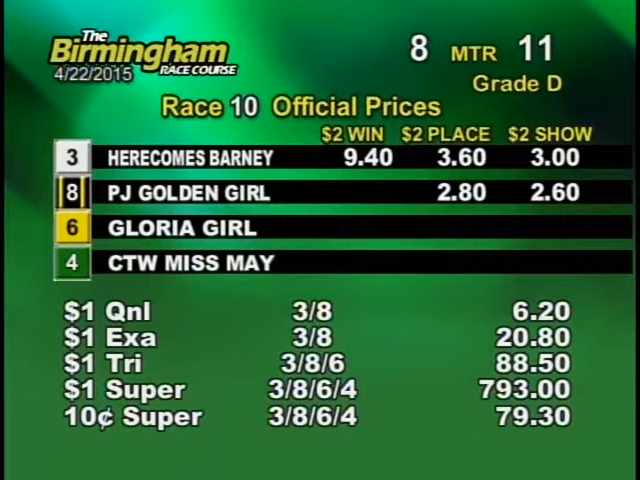 The
Birmingham
RACE COURSE
4/22/2015
8 MTR 11
Grade D
Race 10 Official Prices
$2 WIN $2 PLACE $2 SHOW
3 HERECOMES BARNEY 9.40 3.60 3.00
8 PJ GOLDEN GIRL 2.80 2.60
6 GLORIA GIRL
4 CTW MISS MAY
$1 Qnl 3/8 6.20
$1 Exa 3/8 20.80
$1 Tri 3/8/6 88.50
$1 Super 3/8/6/4 793.00
10¢ Super 3/8/6/4 79.30